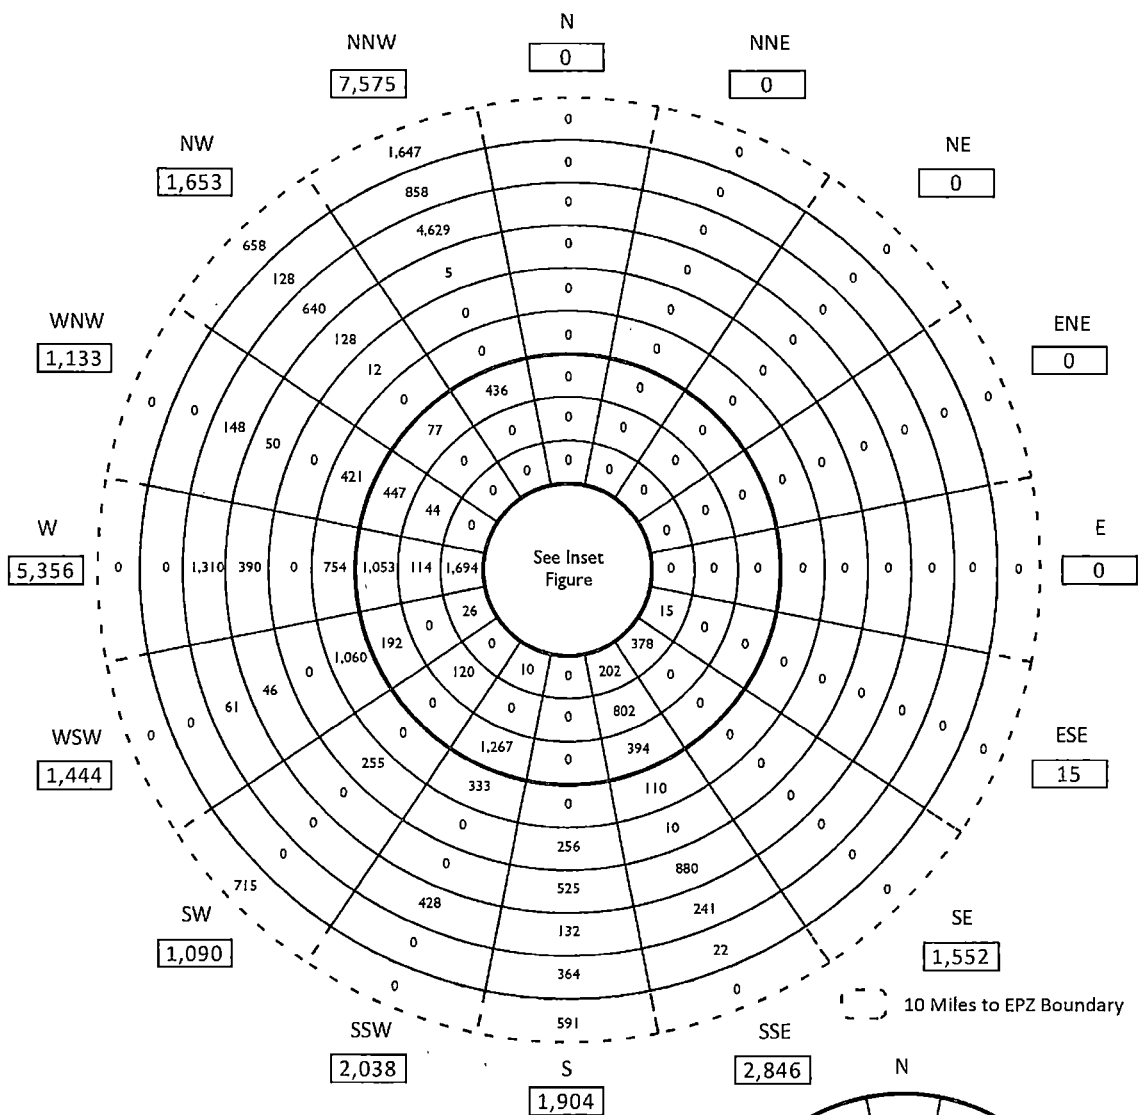 N
NNW NNE
0
7,575 0
0
NW NE
1,647 0
0
1,653 0
858 0
0
4,629 0
0
658 0
5 0
128 0
0
640 0
0 0
WNW ENE
0
128 0
0 0
1,133 0
12 0
0
436 0
0 0 0 0
0 0
0
148 77 0 0 0 0
50 0
0 0 0 0 0
0 0
421 0
447 0 0 0
44 0
0 0
W E
5,356 0 0 1,310 390 0 754 1,053 114 1,694 0 0 0 0 0 0 0 0 0 0
See Inset
Figure
26 15
0 0
192 0 378 0
1,060 0
0 120 10 0 202 0 0
46 0
61 0 0 802 0 0
0
0 0
WSW 0 0 0 ESE
1,267 394 0
0
255 0
1,444 15
333 110
0 0
0
0 0 10 0
256
0 0
0 880
715 525 0
428 241
SW SE
132
0 22
1,090 1,552
364
0 0
10 Miles to EPZ Boundary
591
SSW SSE
2,038 S 2,846 N
1,904